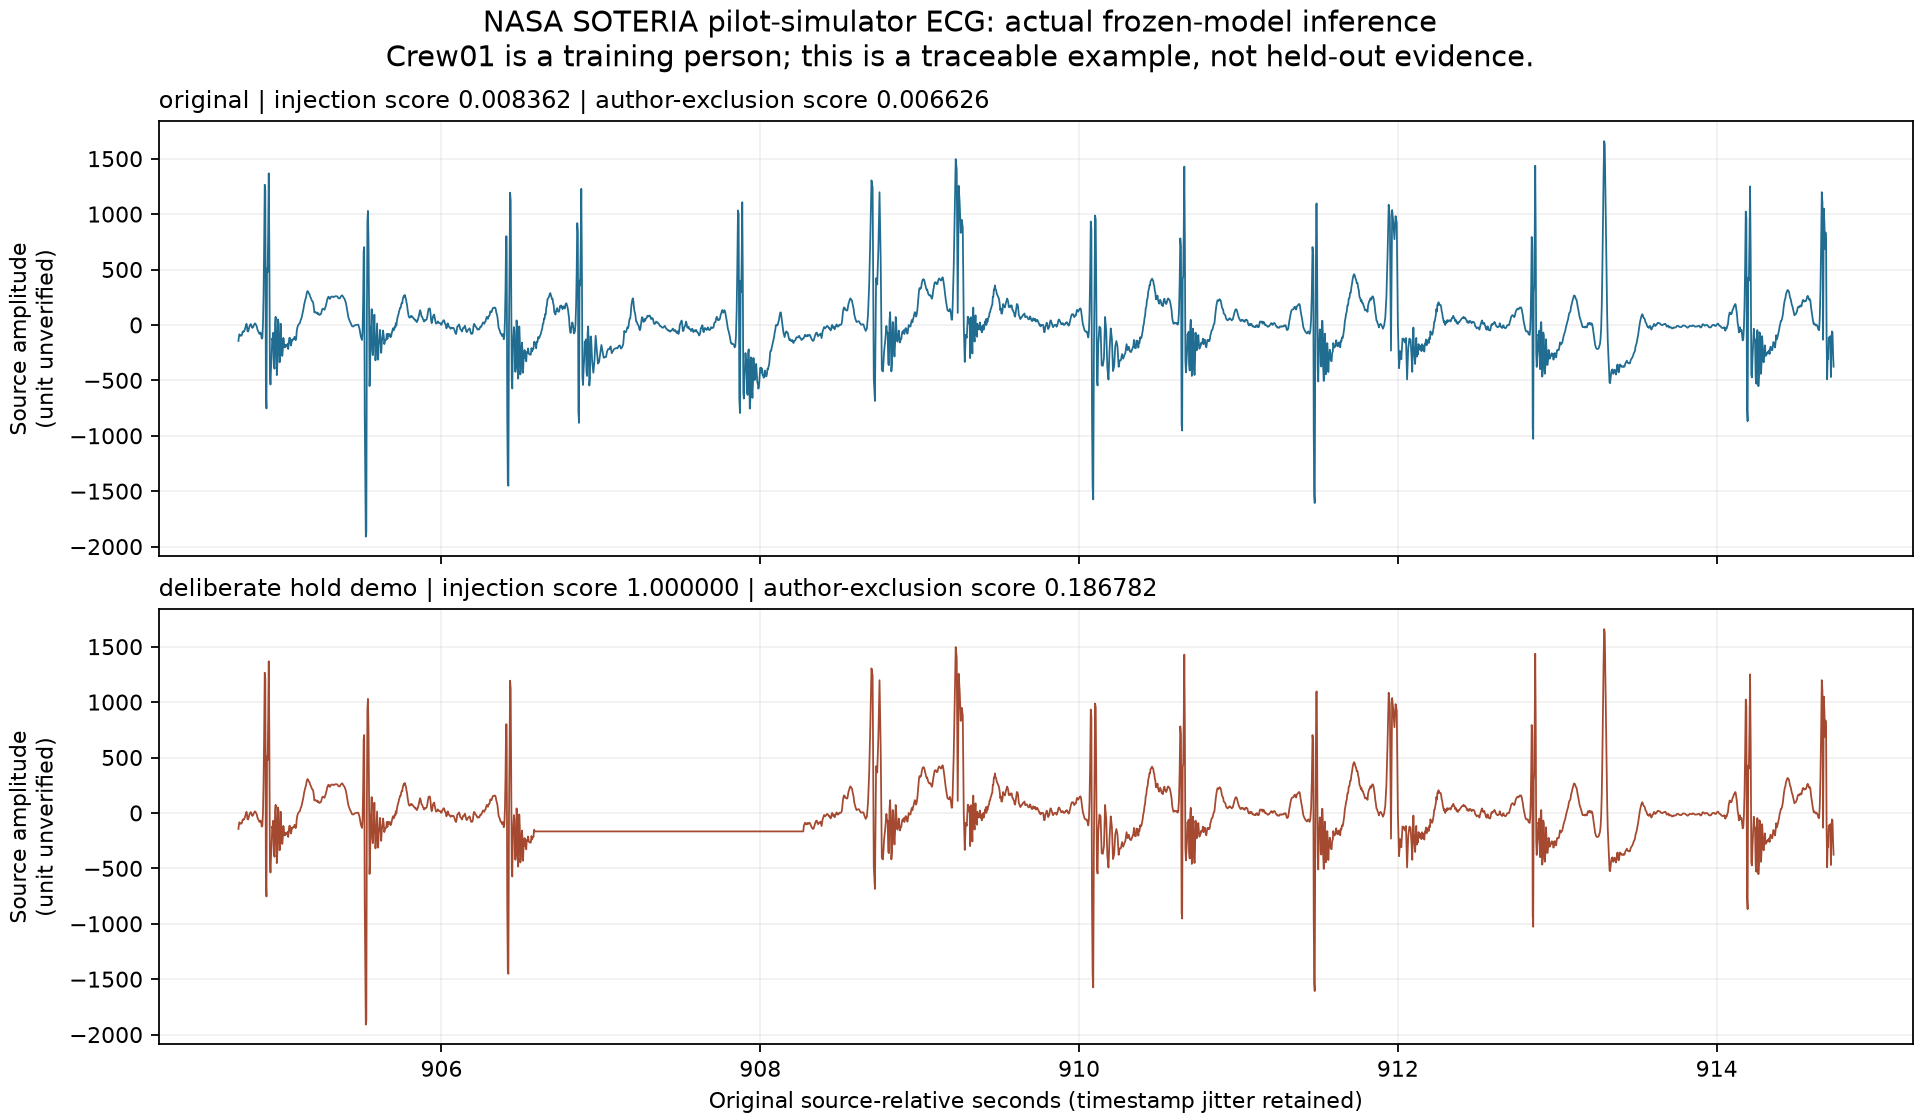 NASA SOTERIA pilot-simulator ECG: actual frozen-model inference
Crew01 is a training person; this is a traceable example, not held-out evidence.
original | injection score 0.008362 | author-exclusion score 0.006626
Source amplitude
(unit unverified)
1500
1000
500
0
−500
−1000
−1500
−2000
deliberate hold demo | injection score 1.000000 | author-exclusion score 0.186782
Source amplitude
(unit unverified)
1500
1000
500
0
−500
−1000
−1500
−2000
906
908
910
912
914
Original source-relative seconds (timestamp jitter retained)